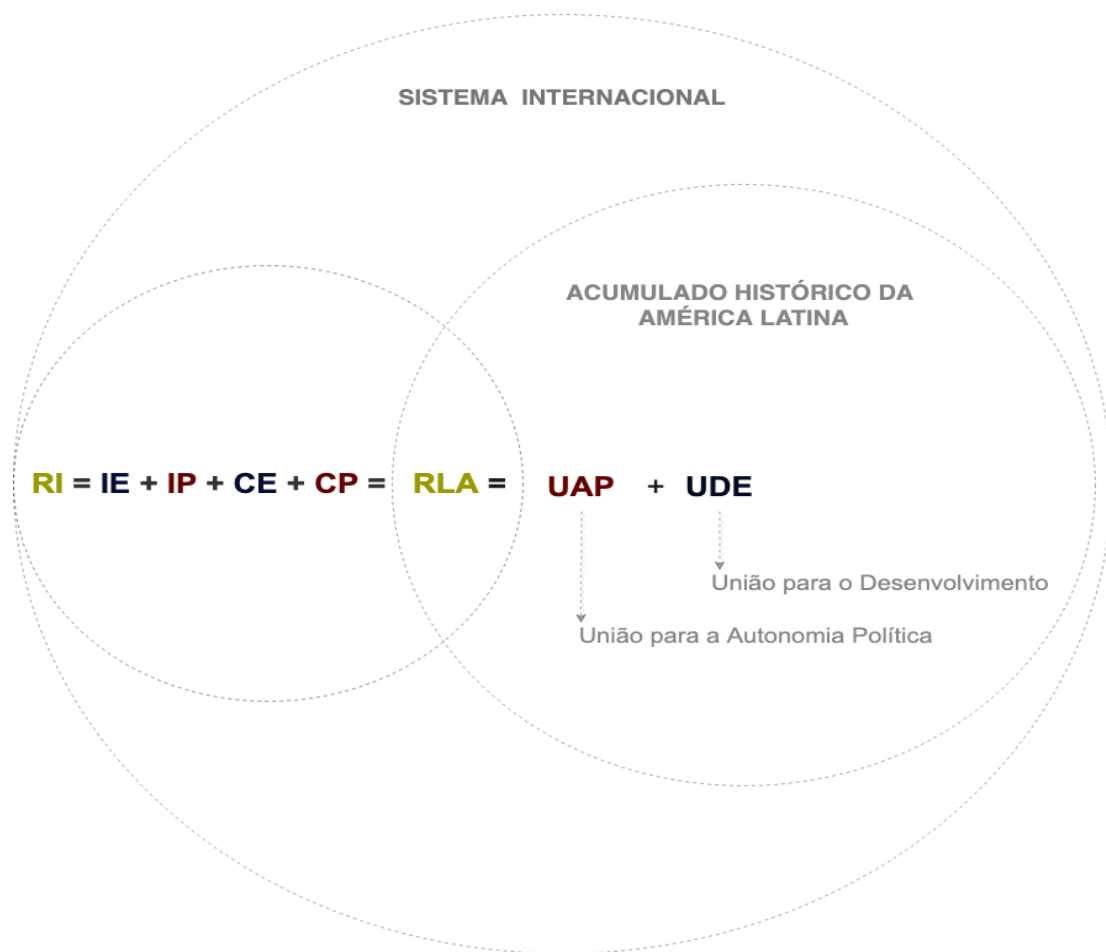 SISTEMA INTERNACIONAL
ACUMULADO HISTÓRICO DA
AMÉRICA LATINA
RI = IE + IP + CE + CP = RLA = UAP + UDE
União para o Desenvolvimento
União para a Autonomia Política